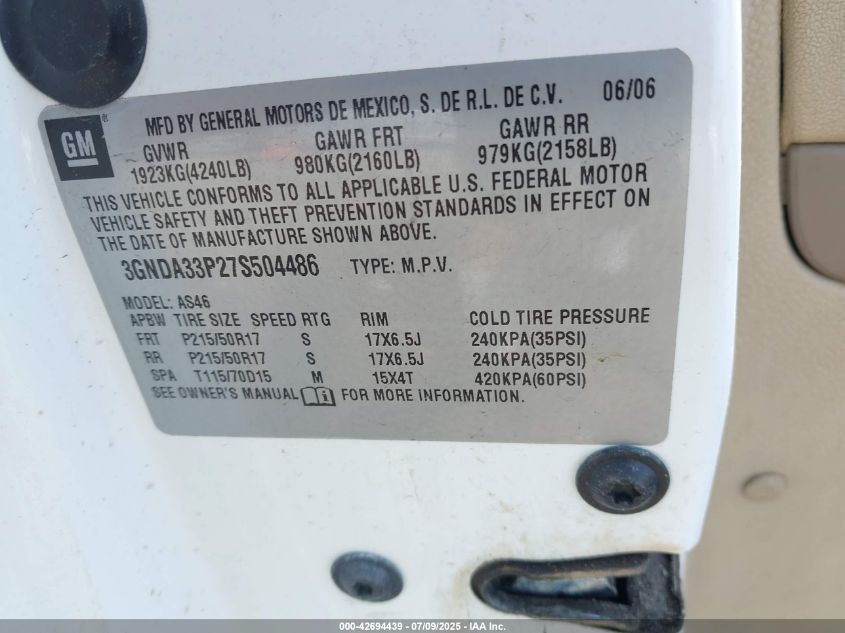 MFD BY GENERAL MOTORS DE MEXICO, S. DE R.L. DE C.V. 06/06
GM ®
GVWR GAWR FRT GAWR RR
1923KG(4240LB) 980KG(2160LB) 979KG(2158LB)
THIS VEHICLE CONFORMS TO ALL APPLICABLE U.S. FEDERAL MOTOR
VEHICLE SAFETY AND THEFT PREVENTION STANDARDS IN EFFECT ON
THE DATE OF MANUFACTURE SHOWN ABOVE.
3GNDA33P27S504486 TYPE: M.P.V.
MODEL: AS46
APBW TIRE SIZE SPEED RTG RIM COLD TIRE PRESSURE
FRT P215/50R17 S 17X6.5J 240KPA(35PSI)
RR P215/50R17 S 17X6.5J 240KPA(35PSI)
SPA T115/70D15 M 15X4T 420KPA(60PSI)
SEE OWNER'S MANUAL FOR MORE INFORMATION.
000-42694439 | 07/09/2025 - IAA Inc.